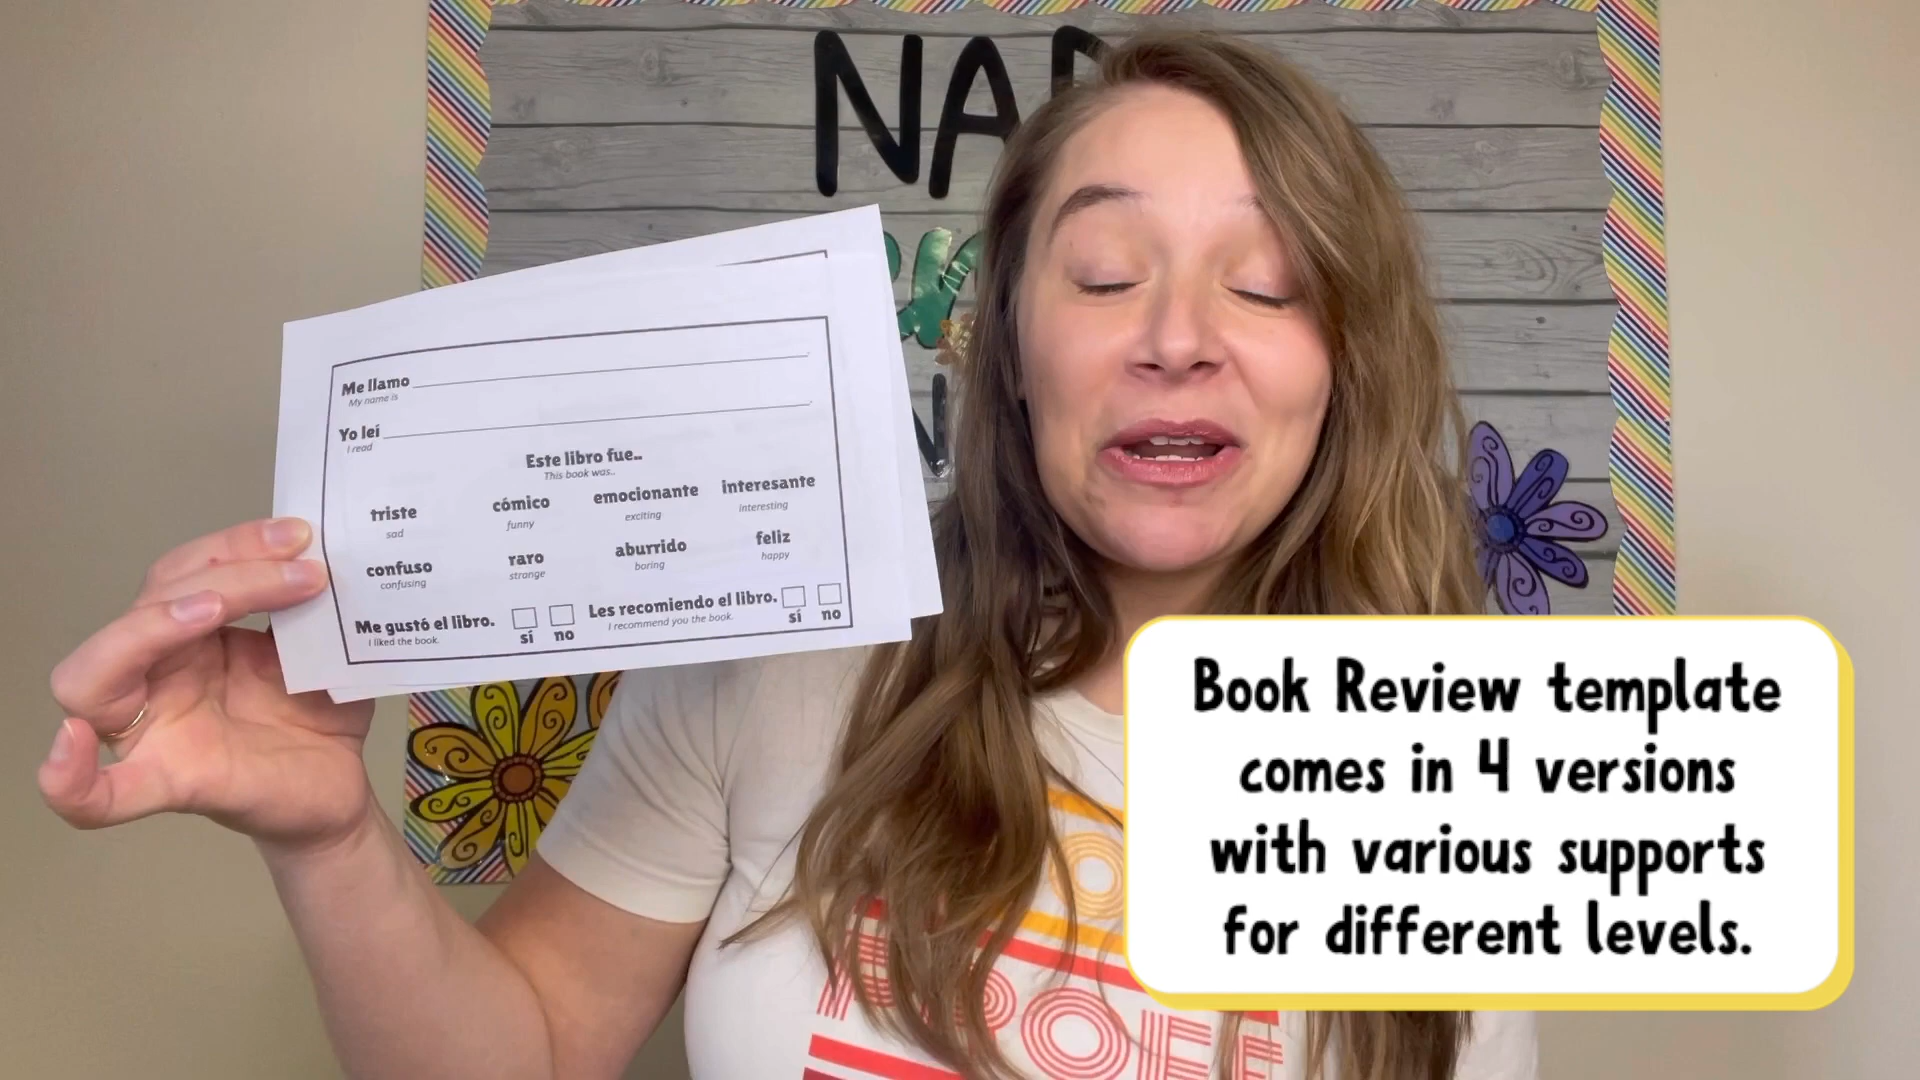 NAD
Me llamo
My name is
Yo leí
I read
Este libro fue..
This book was..
triste cómico emocionante interesante
sad funny exciting interesting
confuso raro aburrido feliz
confusing strange boring happy
Me gustó el libro. sí no Les recomiendo el libro. sí no
I liked the book. I recommend you the book.
Book Review template
comes in 4 versions
with various supports
for different levels.
PROFE